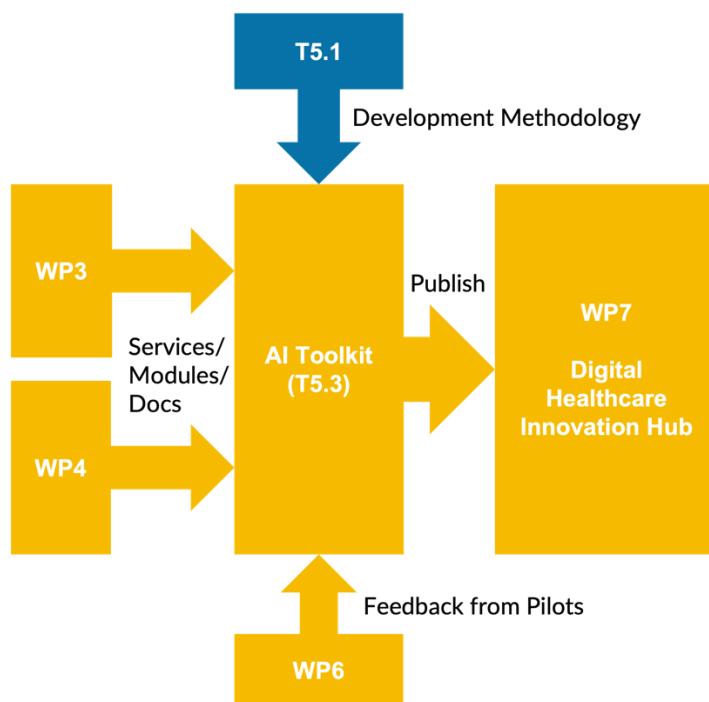 T5.1
Development Methodology
WP3
Services/
Modules/
Docs
WP4
AI Toolkit
(T5.3)
Publish
WP7
Digital
Healthcare
Innovation Hub
Feedback from Pilots
WP6